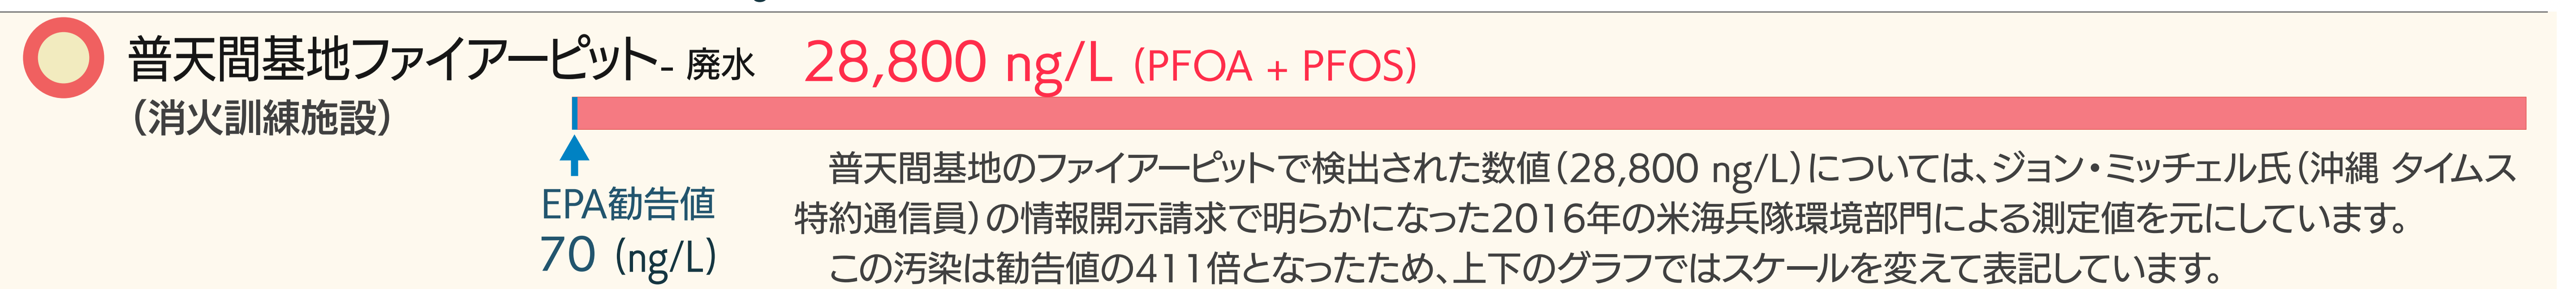 普天間基地ファイアーピット- 廃水 28,800 ng/L (PFOA + PFOS)
（消火訓練施設）
EPA勧告値
70 (ng/L)
普天間基地のファイアーピットで検出された数値（28,800 ng/L）については、ジョン・ミッチェル氏（沖縄 タイムス
特約通信員）の情報開示請求で明らかになった2016年の米海兵隊環境部門による測定値を元にしています。
この汚染は勧告値の411倍となったため、上下のグラフではスケールを変えて表記しています。